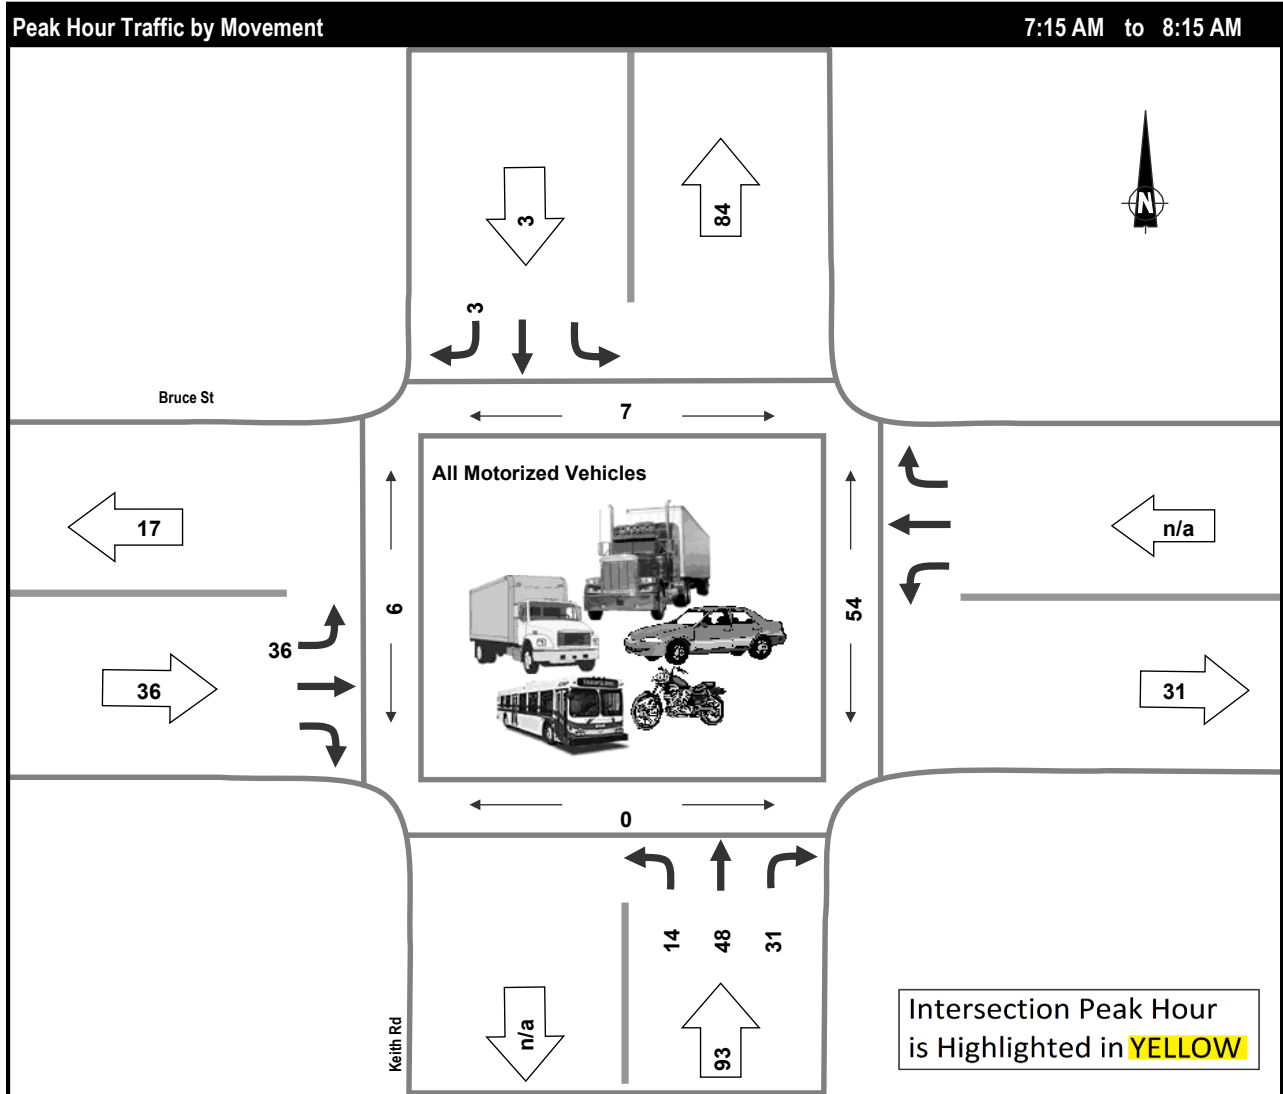 Peak Hour Traffic by Movement
7:15 AM to 8:15 AM
3
84
N
3
Bruce St
7
All Motorized Vehicles
17
n/a
6
54
36
36
31
0
14
48
31
n/a
93
Keith Rd
Intersection Peak Hour
is Highlighted in YELLOW